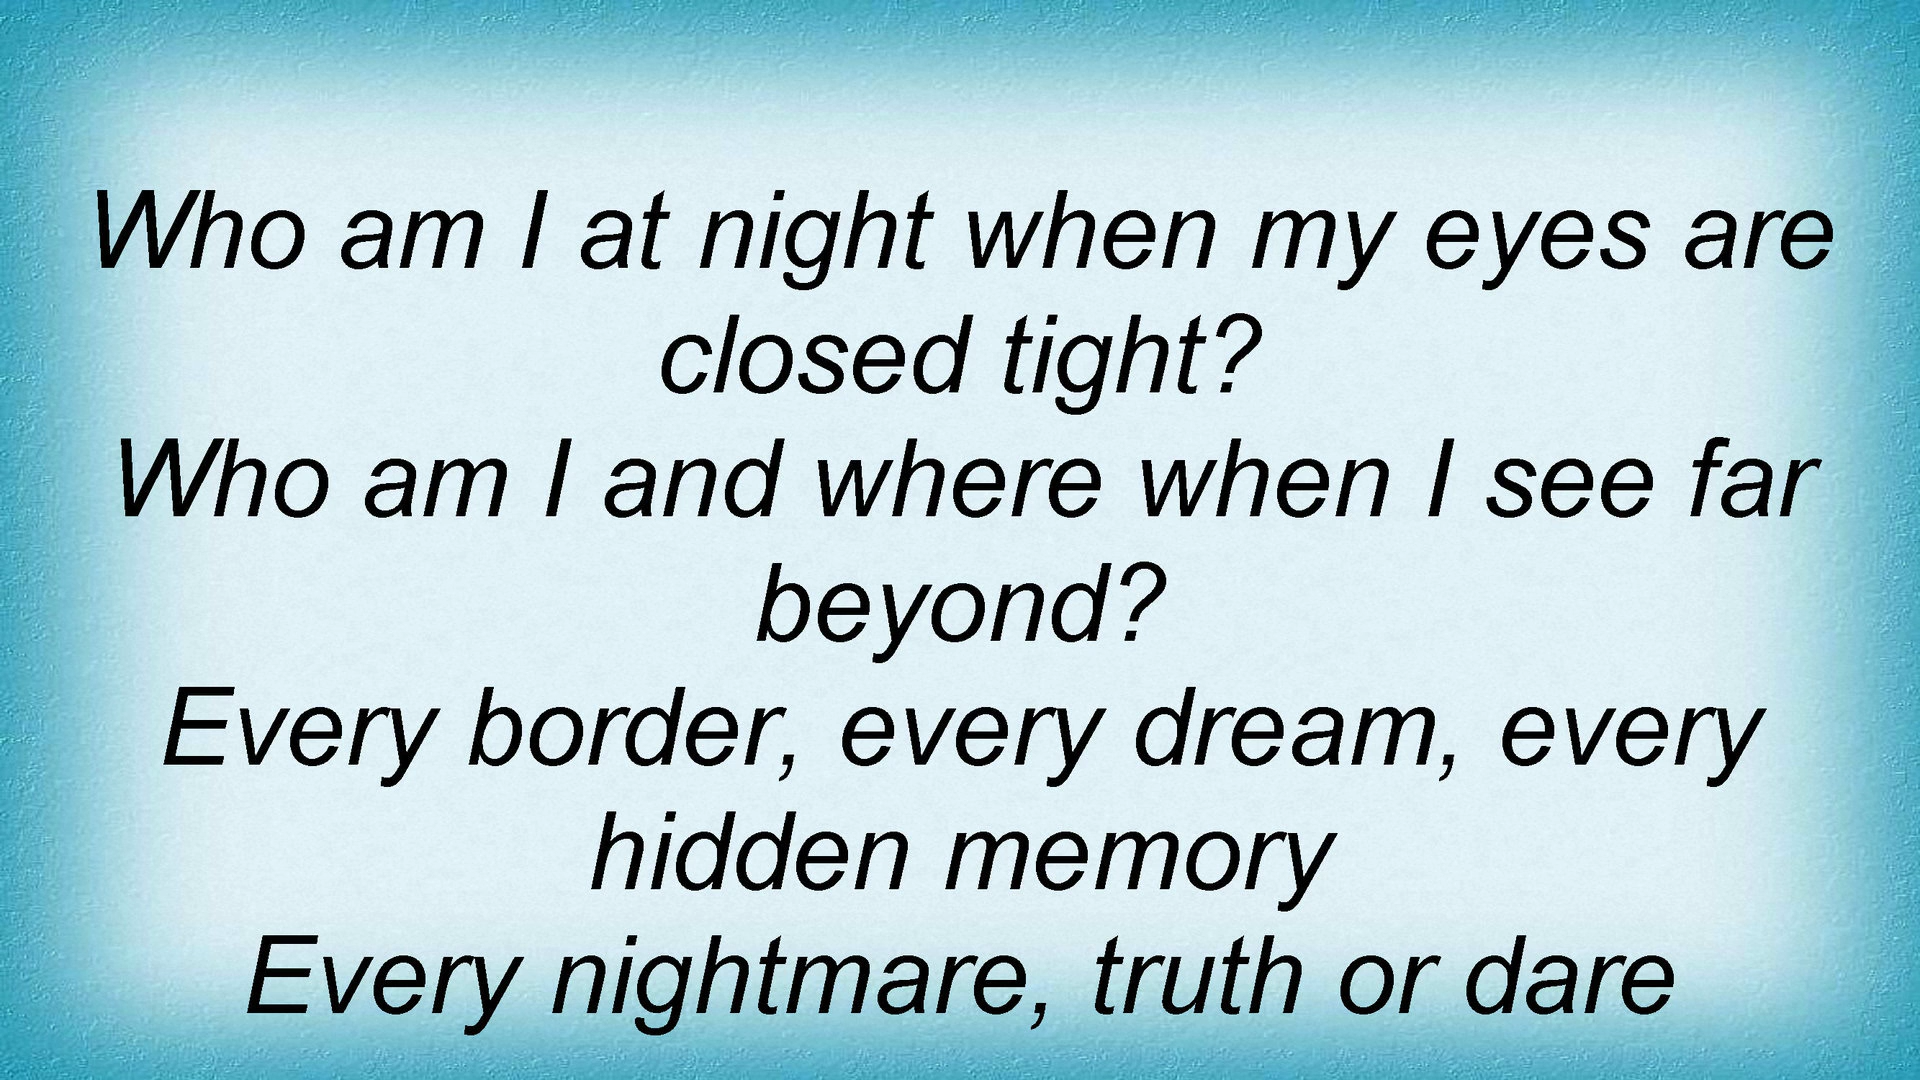 Who am I at night when my eyes are
closed tight?
Who am I and where when I see far
beyond?
Every border, every dream, every
hidden memory
Every nightmare, truth or dare